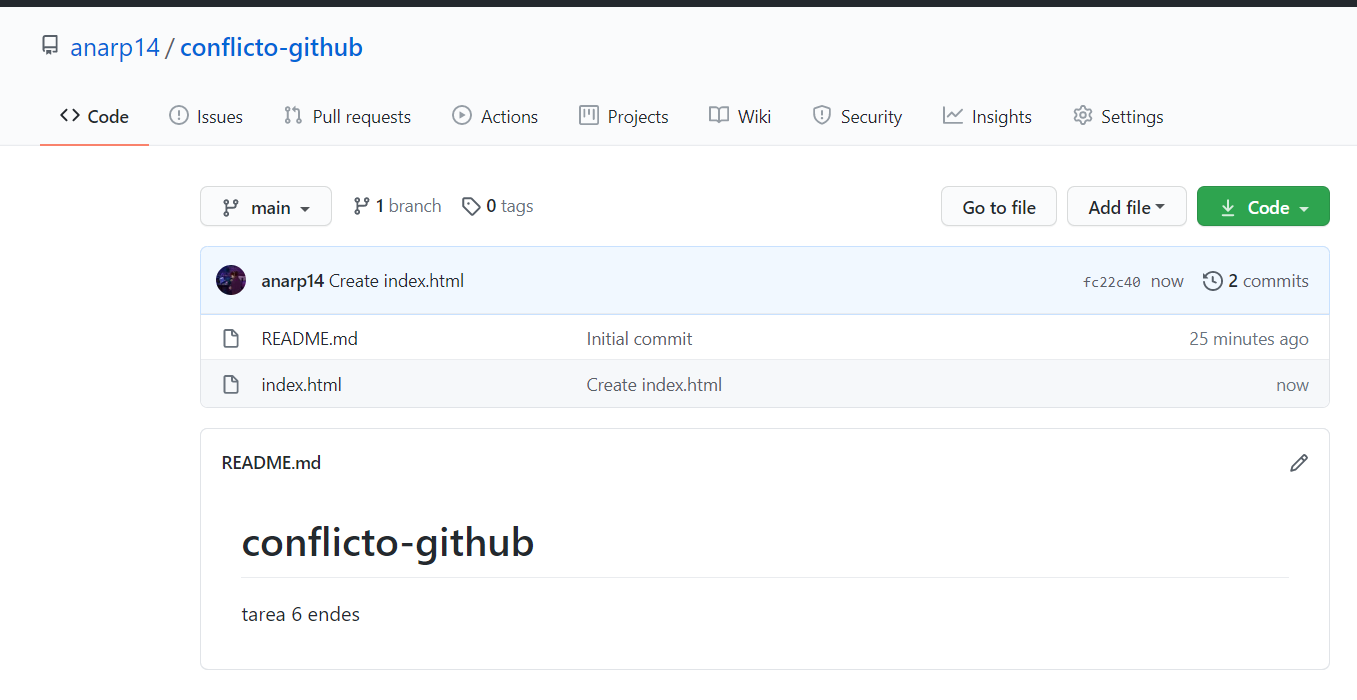 anarp14 / conflicto-github
Code Issues Pull requests Actions Projects Wiki Security Insights Settings
main 1 branch 0 tags Go to file Add file Code
anarp14 Create index.html fc22c40 now 2 commits
README.md Initial commit 25 minutes ago
index.html Create index.html now
README.md
conflicto-github
tarea 6 endes